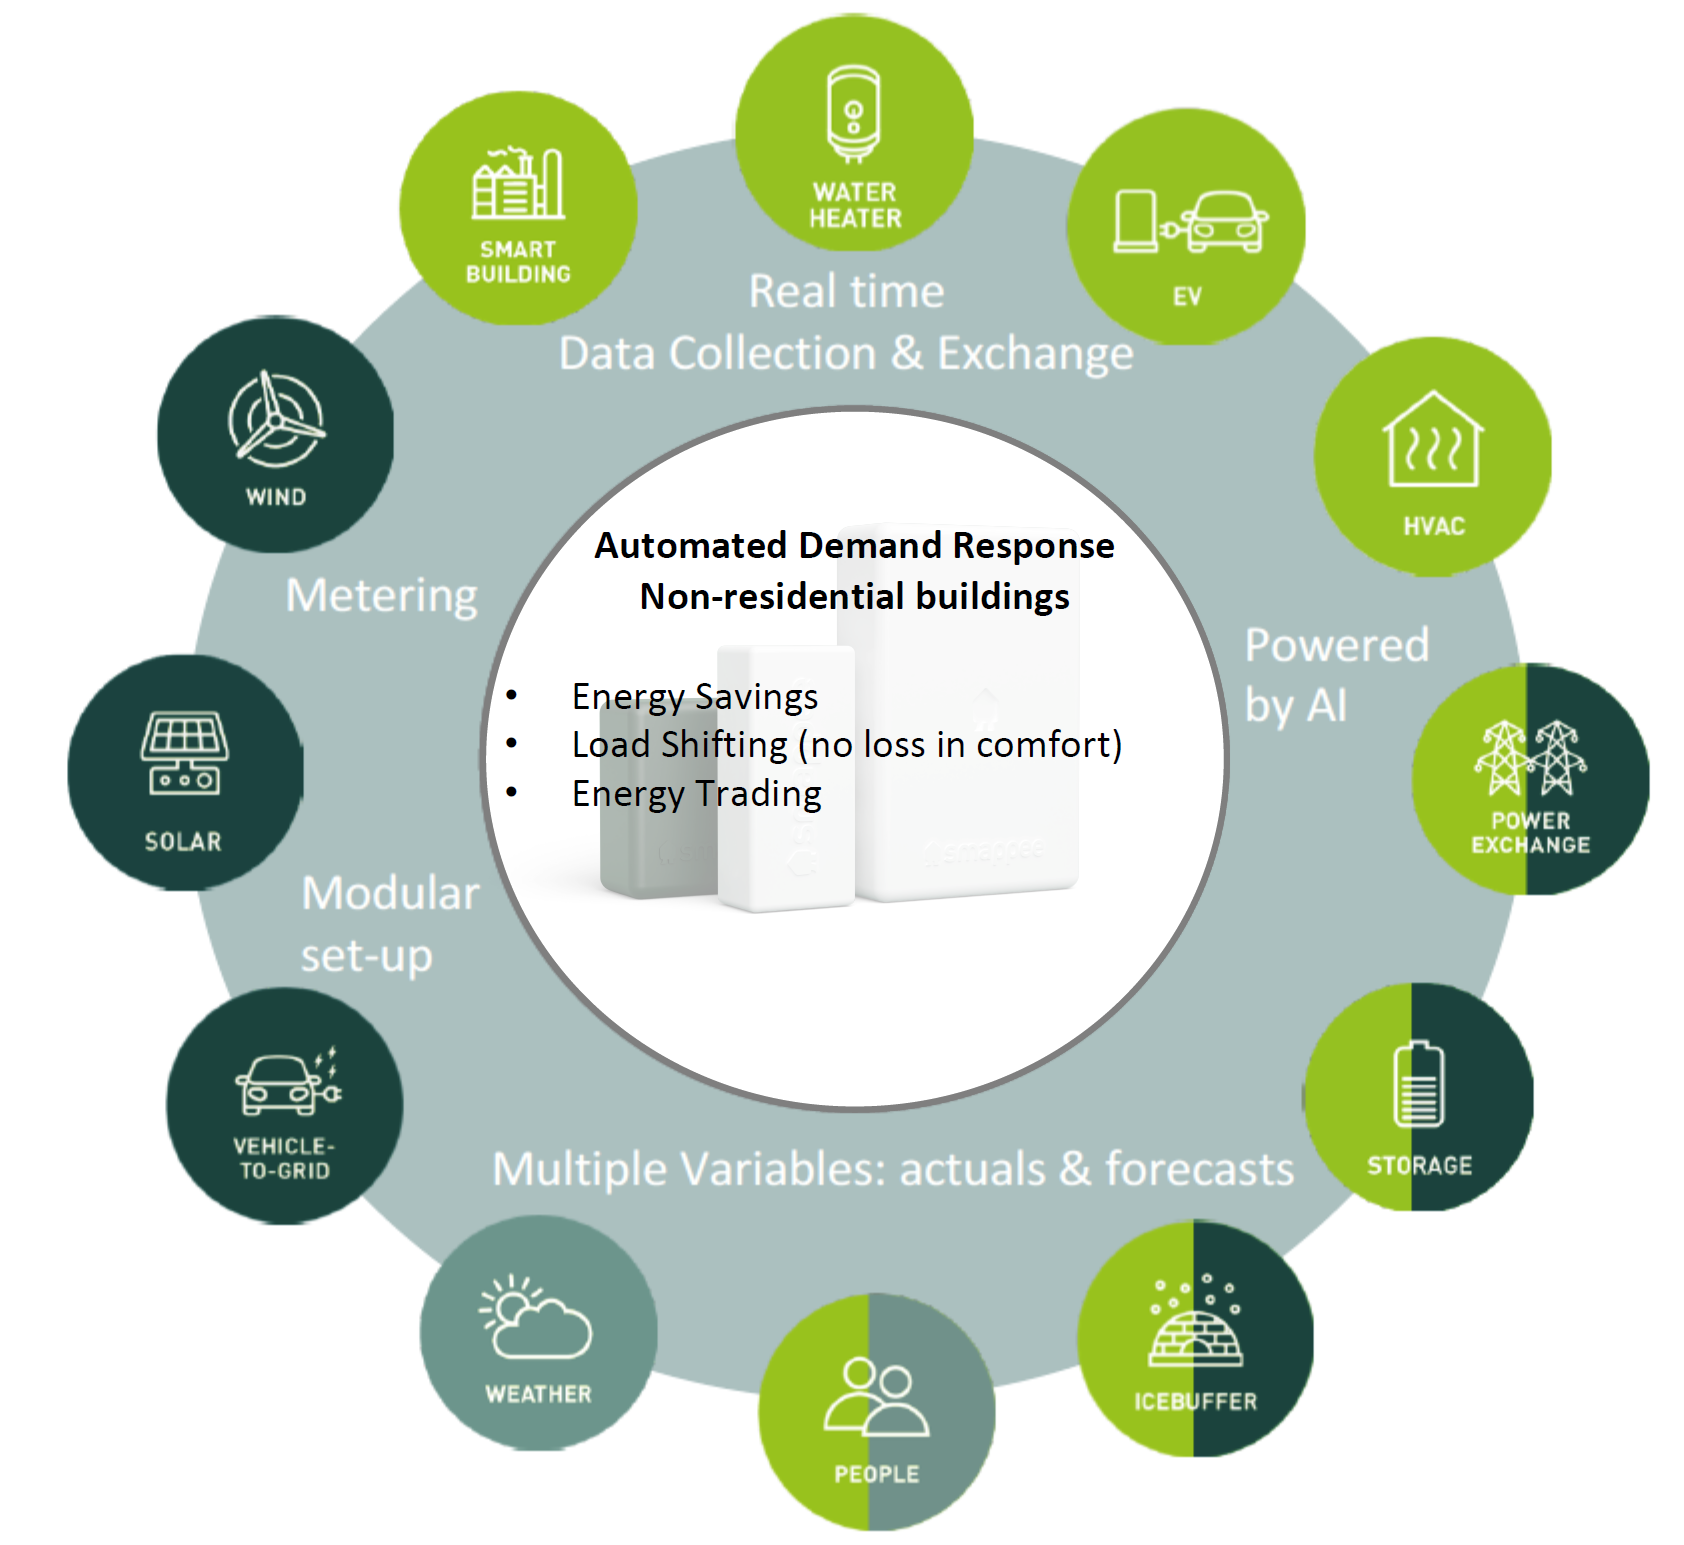 WATER
HEATER
SMART
BUILDING
EV
Real time
Data Collection & Exchange
WIND
HVAC
Automated Demand Response
Non-residential buildings
Metering
Powered
by AI
• Energy Savings
• Load Shifting (no loss in comfort)
• Energy Trading
SOLAR
POWER
EXCHANGE
smappee
Modular
set-up
VEHICLE-
TO-GRID
STORAGE
Multiple Variables: actuals & forecasts
WEATHER
ICEBUFFER
PEOPLE